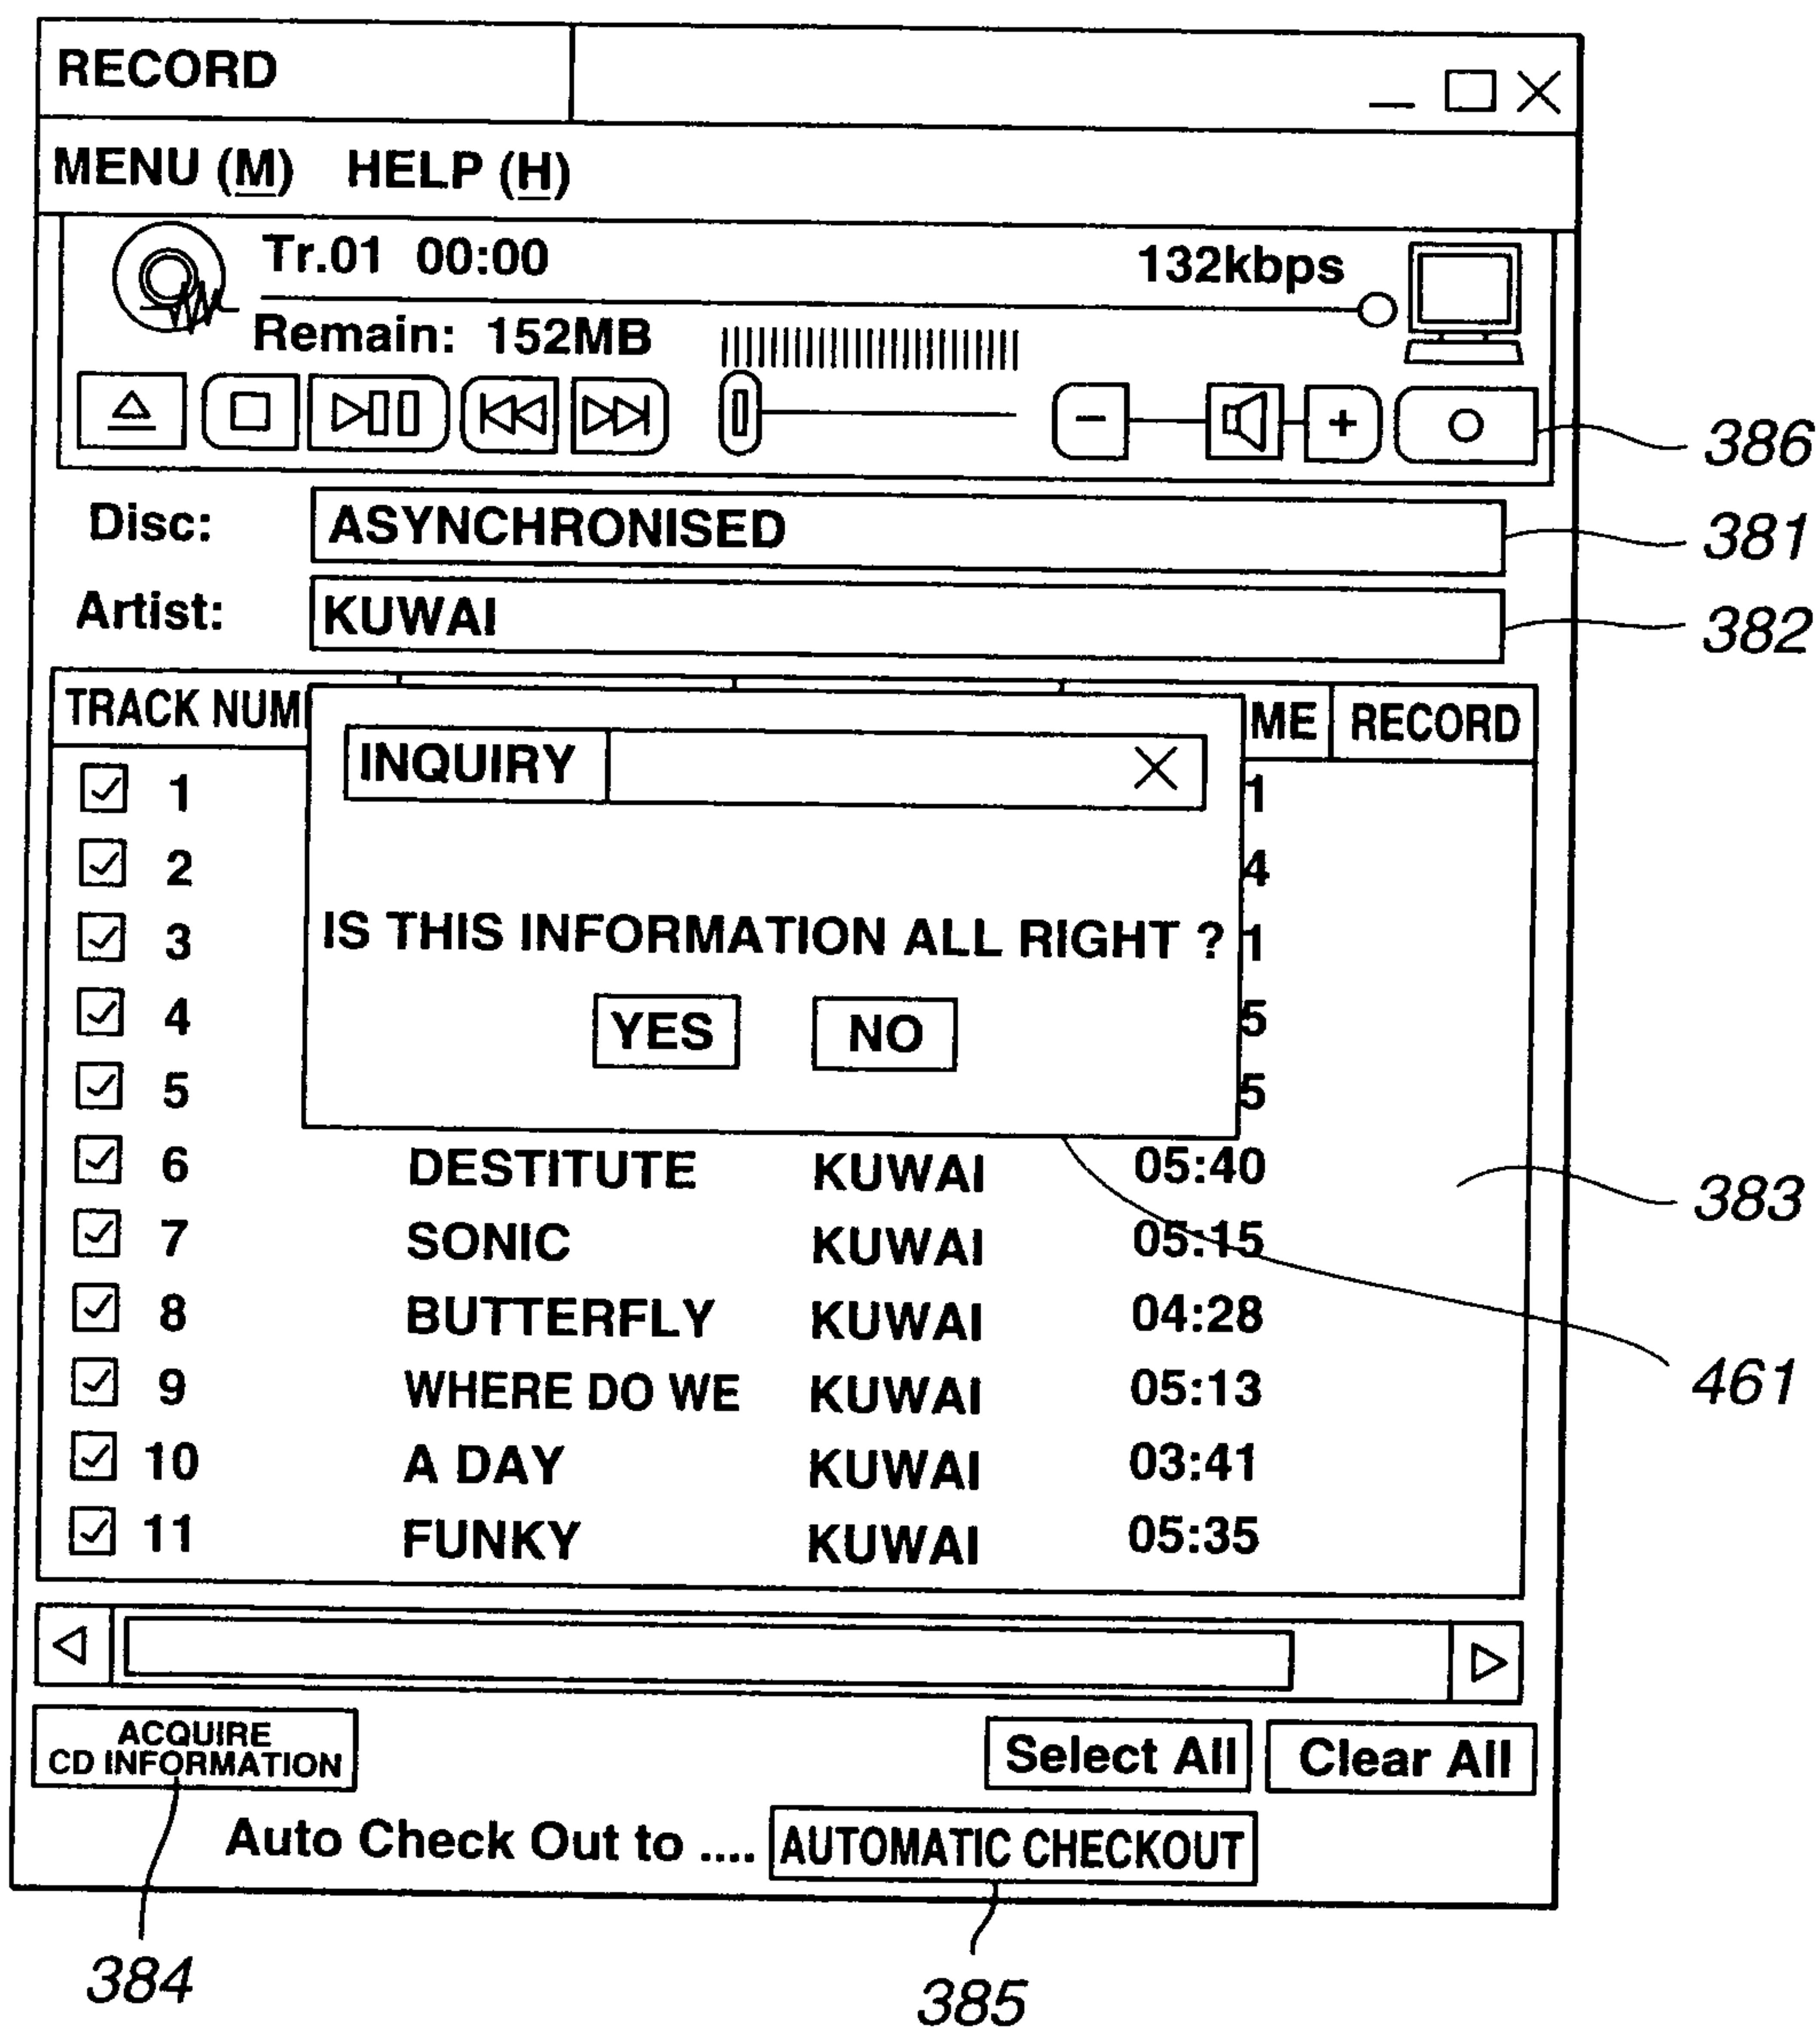 RECORD
MENU (M) HELP (H)
Tr.01 00:00 132kbps
Remain: 152MB
386
Disc: ASYNCHRONISED 381
Artist: KUWAI 382
TRACK NUM ME RECORD
INQUIRY
1 1
2 4
3 IS THIS INFORMATION ALL RIGHT ? 1
4 YES NO 5
5 5
6 DESTITUTE KUWAI 05:40 383
7 SONIC KUWAI 05:15
8 BUTTERFLY KUWAI 04:28
9 WHERE DO WE KUWAI 05:13 461
10 A DAY KUWAI 03:41
11 FUNKY KUWAI 05:35
ACQUIRE
CD INFORMATION
Select All Clear All
Auto Check Out to .... AUTOMATIC CHECKOUT
384 385